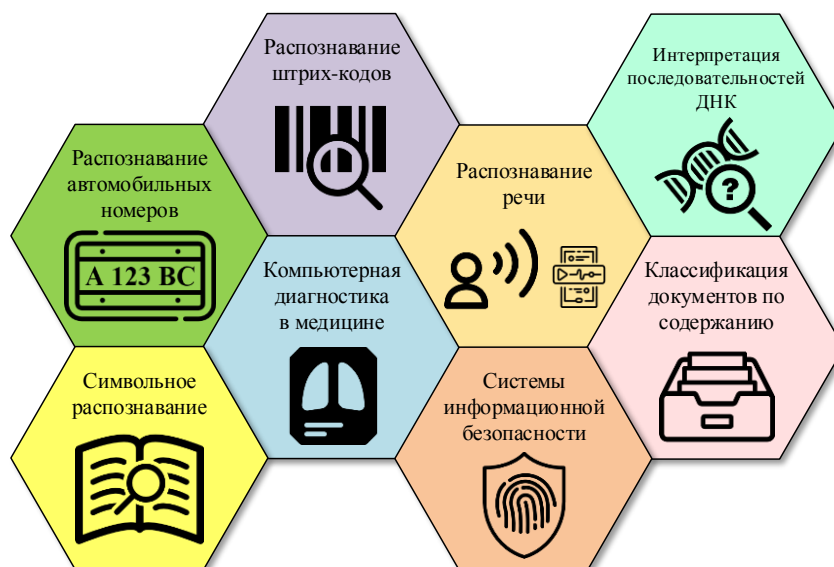 Распознавание
штрих-кодов
Интерпретация
последовательностей
ДНК
Распознавание
автомобильных
номеров
А 123 ВС
Распознавание
речи
Компьютерная
диагностика
в медицине
Классификация
документов по
содержанию
Символьное
распознавание
Системы
информационной
безопасности
?